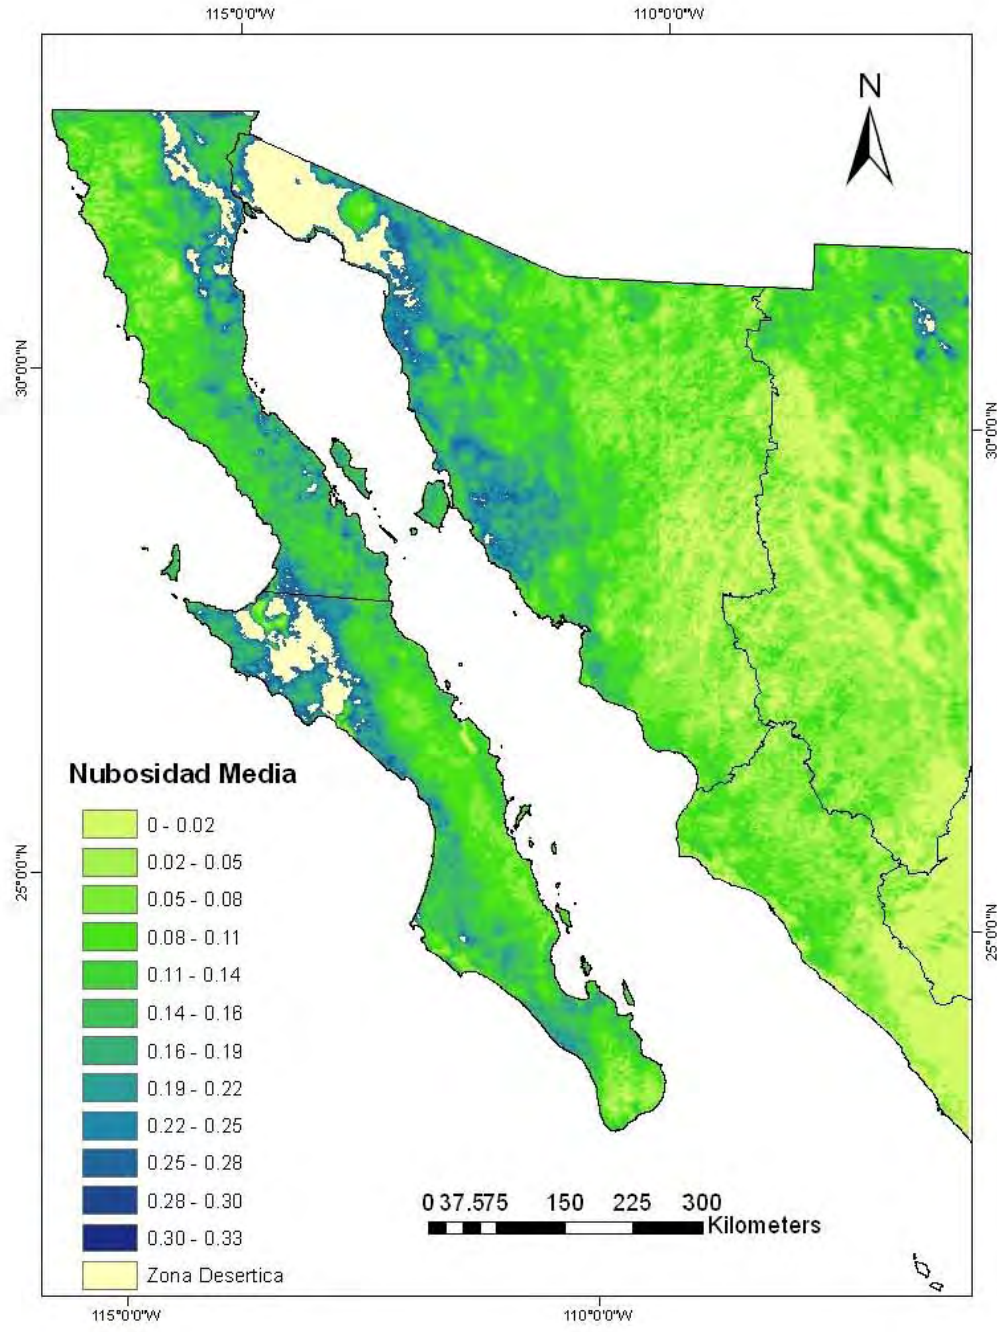 115°0'0"W 110°0'0"W
N
30°0'0"N
30°0'0"N
Nubosidad Media
0 - 0.02
0.02 - 0.05
25°0'0"N
0.05 - 0.08
0.08 - 0.11
25°0'0"N
0.11 - 0.14
0.14 - 0.16
0.16 - 0.19
0.19 - 0.22
0.22 - 0.25
0.25 - 0.28
0.28 - 0.30
0.30 - 0.33
Zona Desertica
0 37.575 150 225 300
Kilometers
115°0'0"W 110°0'0"W